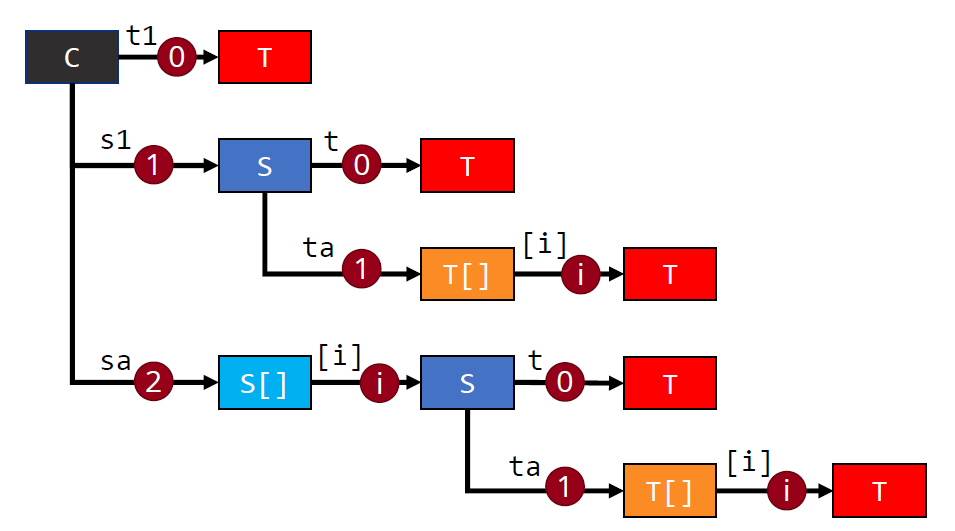 C t1 0 T
s1 1 S t 0 T
ta 1 T[] [i] i T
sa 2 S[] [i] i S t 0 T
ta 1 T[] [i] i T